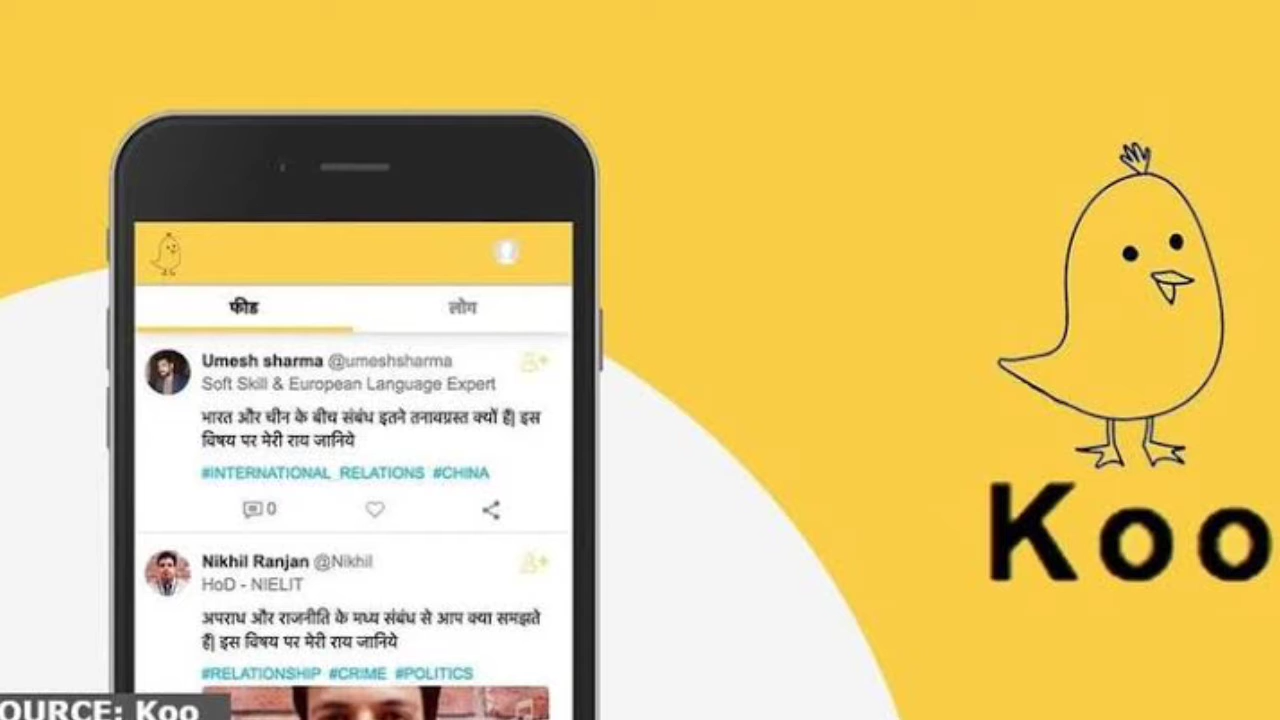 फीड
लोग
Umesh sharma @umeshsharma
Soft Skill & European Language Expert
भारत और चीन के बीच संबंध इतने तनावग्रस्त क्यों हैं| इस
विषय पर मेरी राय जानिये
#INTERNATIONAL_RELATIONS #CHINA
0
Nikhil Ranjan @Nikhil
HoD - NIELIT
अपराध और राजनीति के मध्य संबंध से आप क्या समझते
हैं| इस विषय पर मेरी राय जानिये
#RELATIONSHIP #CRIME #POLITICS
Koo
OURCE: Koo